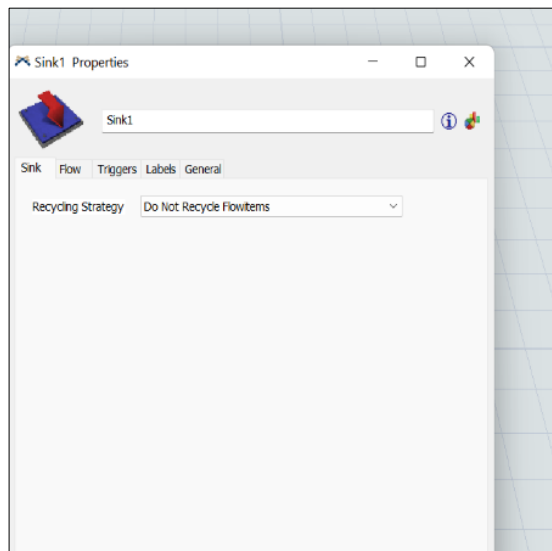 Sink1 Properties
Sink1
Sink Flow Triggers Labels General
Recycling Strategy Do Not Recycle Flowitems